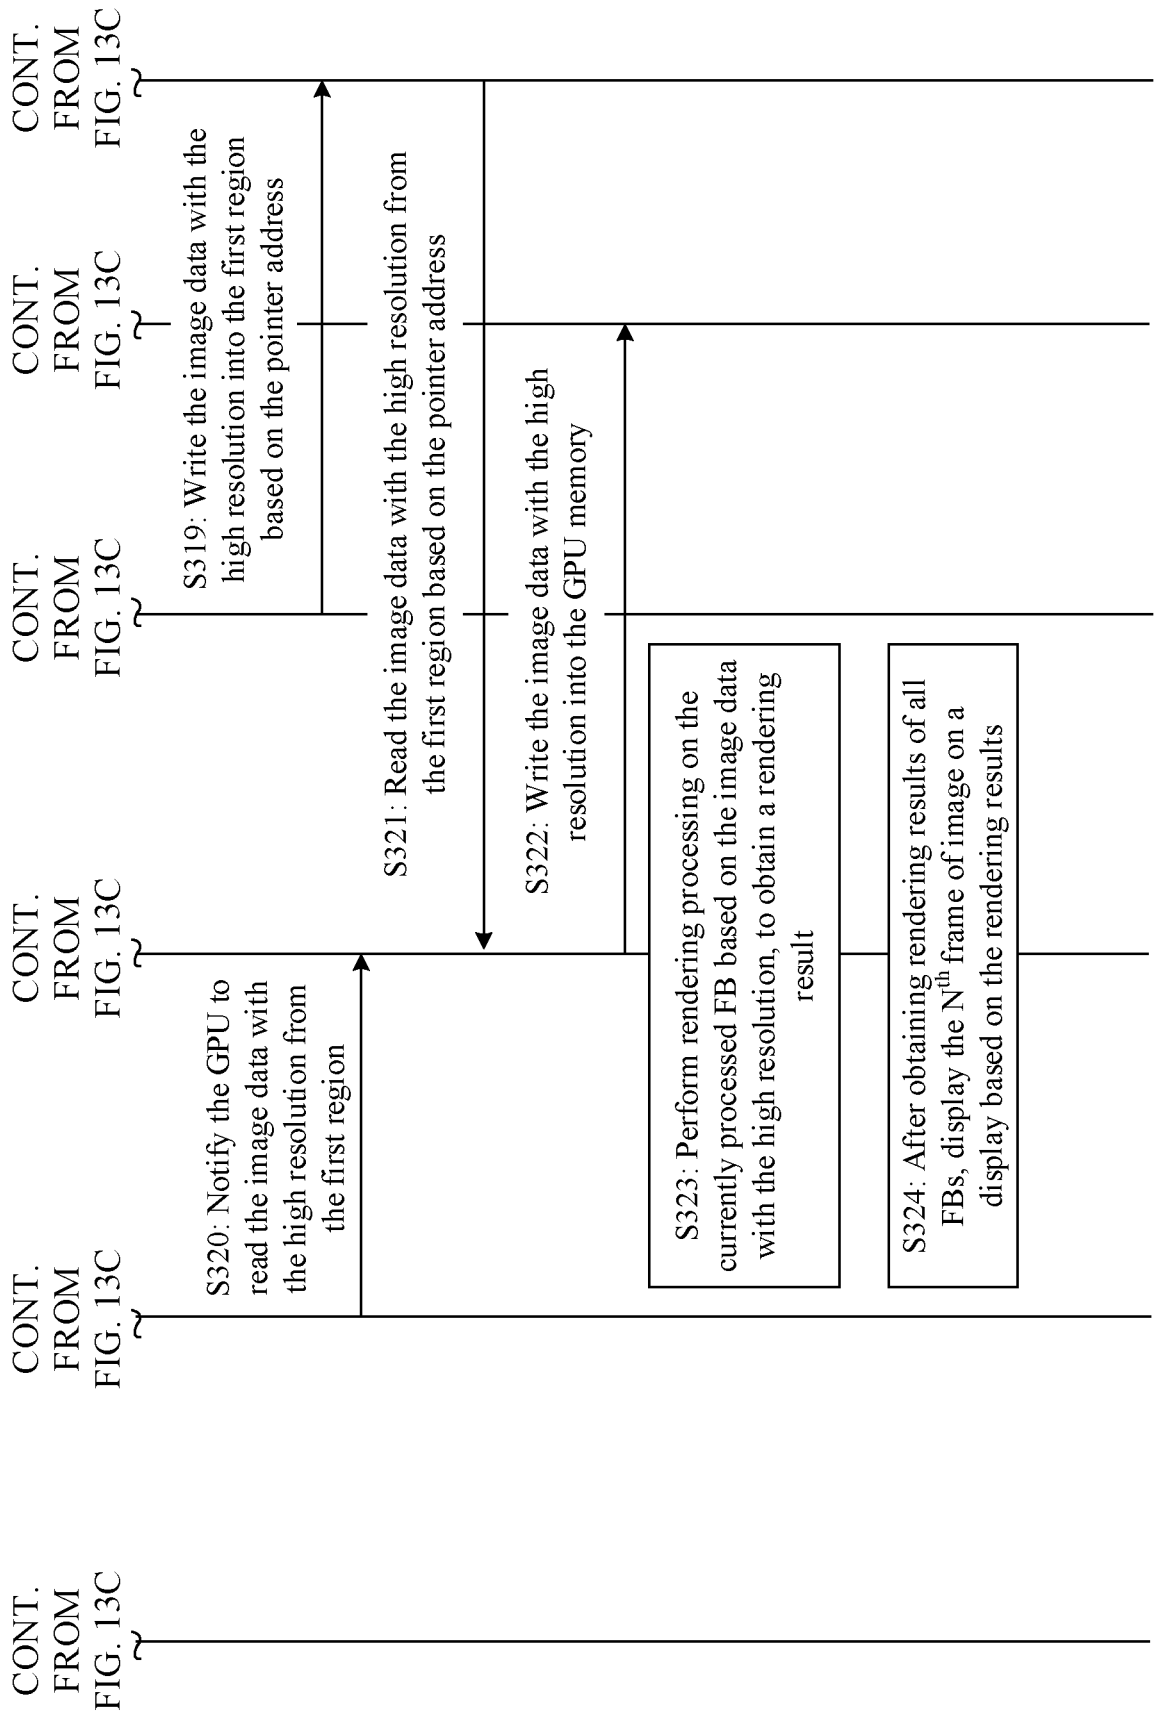 CONT.
FROM
FIG. 13C
CONT.
FROM
FIG. 13C
CONT.
FROM
FIG. 13C
CONT.
FROM
FIG. 13C
CONT.
FROM
FIG. 13C
CONT.
FROM
FIG. 13C
S319: Write the image data with the
high resolution into the first region
based on the pointer address
S320: Notify the GPU to
read the image data with
the high resolution from
the first region
S321: Read the image data with the high resolution from
the first region based on the pointer address
S322: Write the image data with the high
resolution into the GPU memory
S323: Perform rendering processing on the
currently processed FB based on the image data
with the high resolution, to obtain a rendering
result
S324: After obtaining rendering results of all
FBs, display the Nth frame of image on a
display based on the rendering results